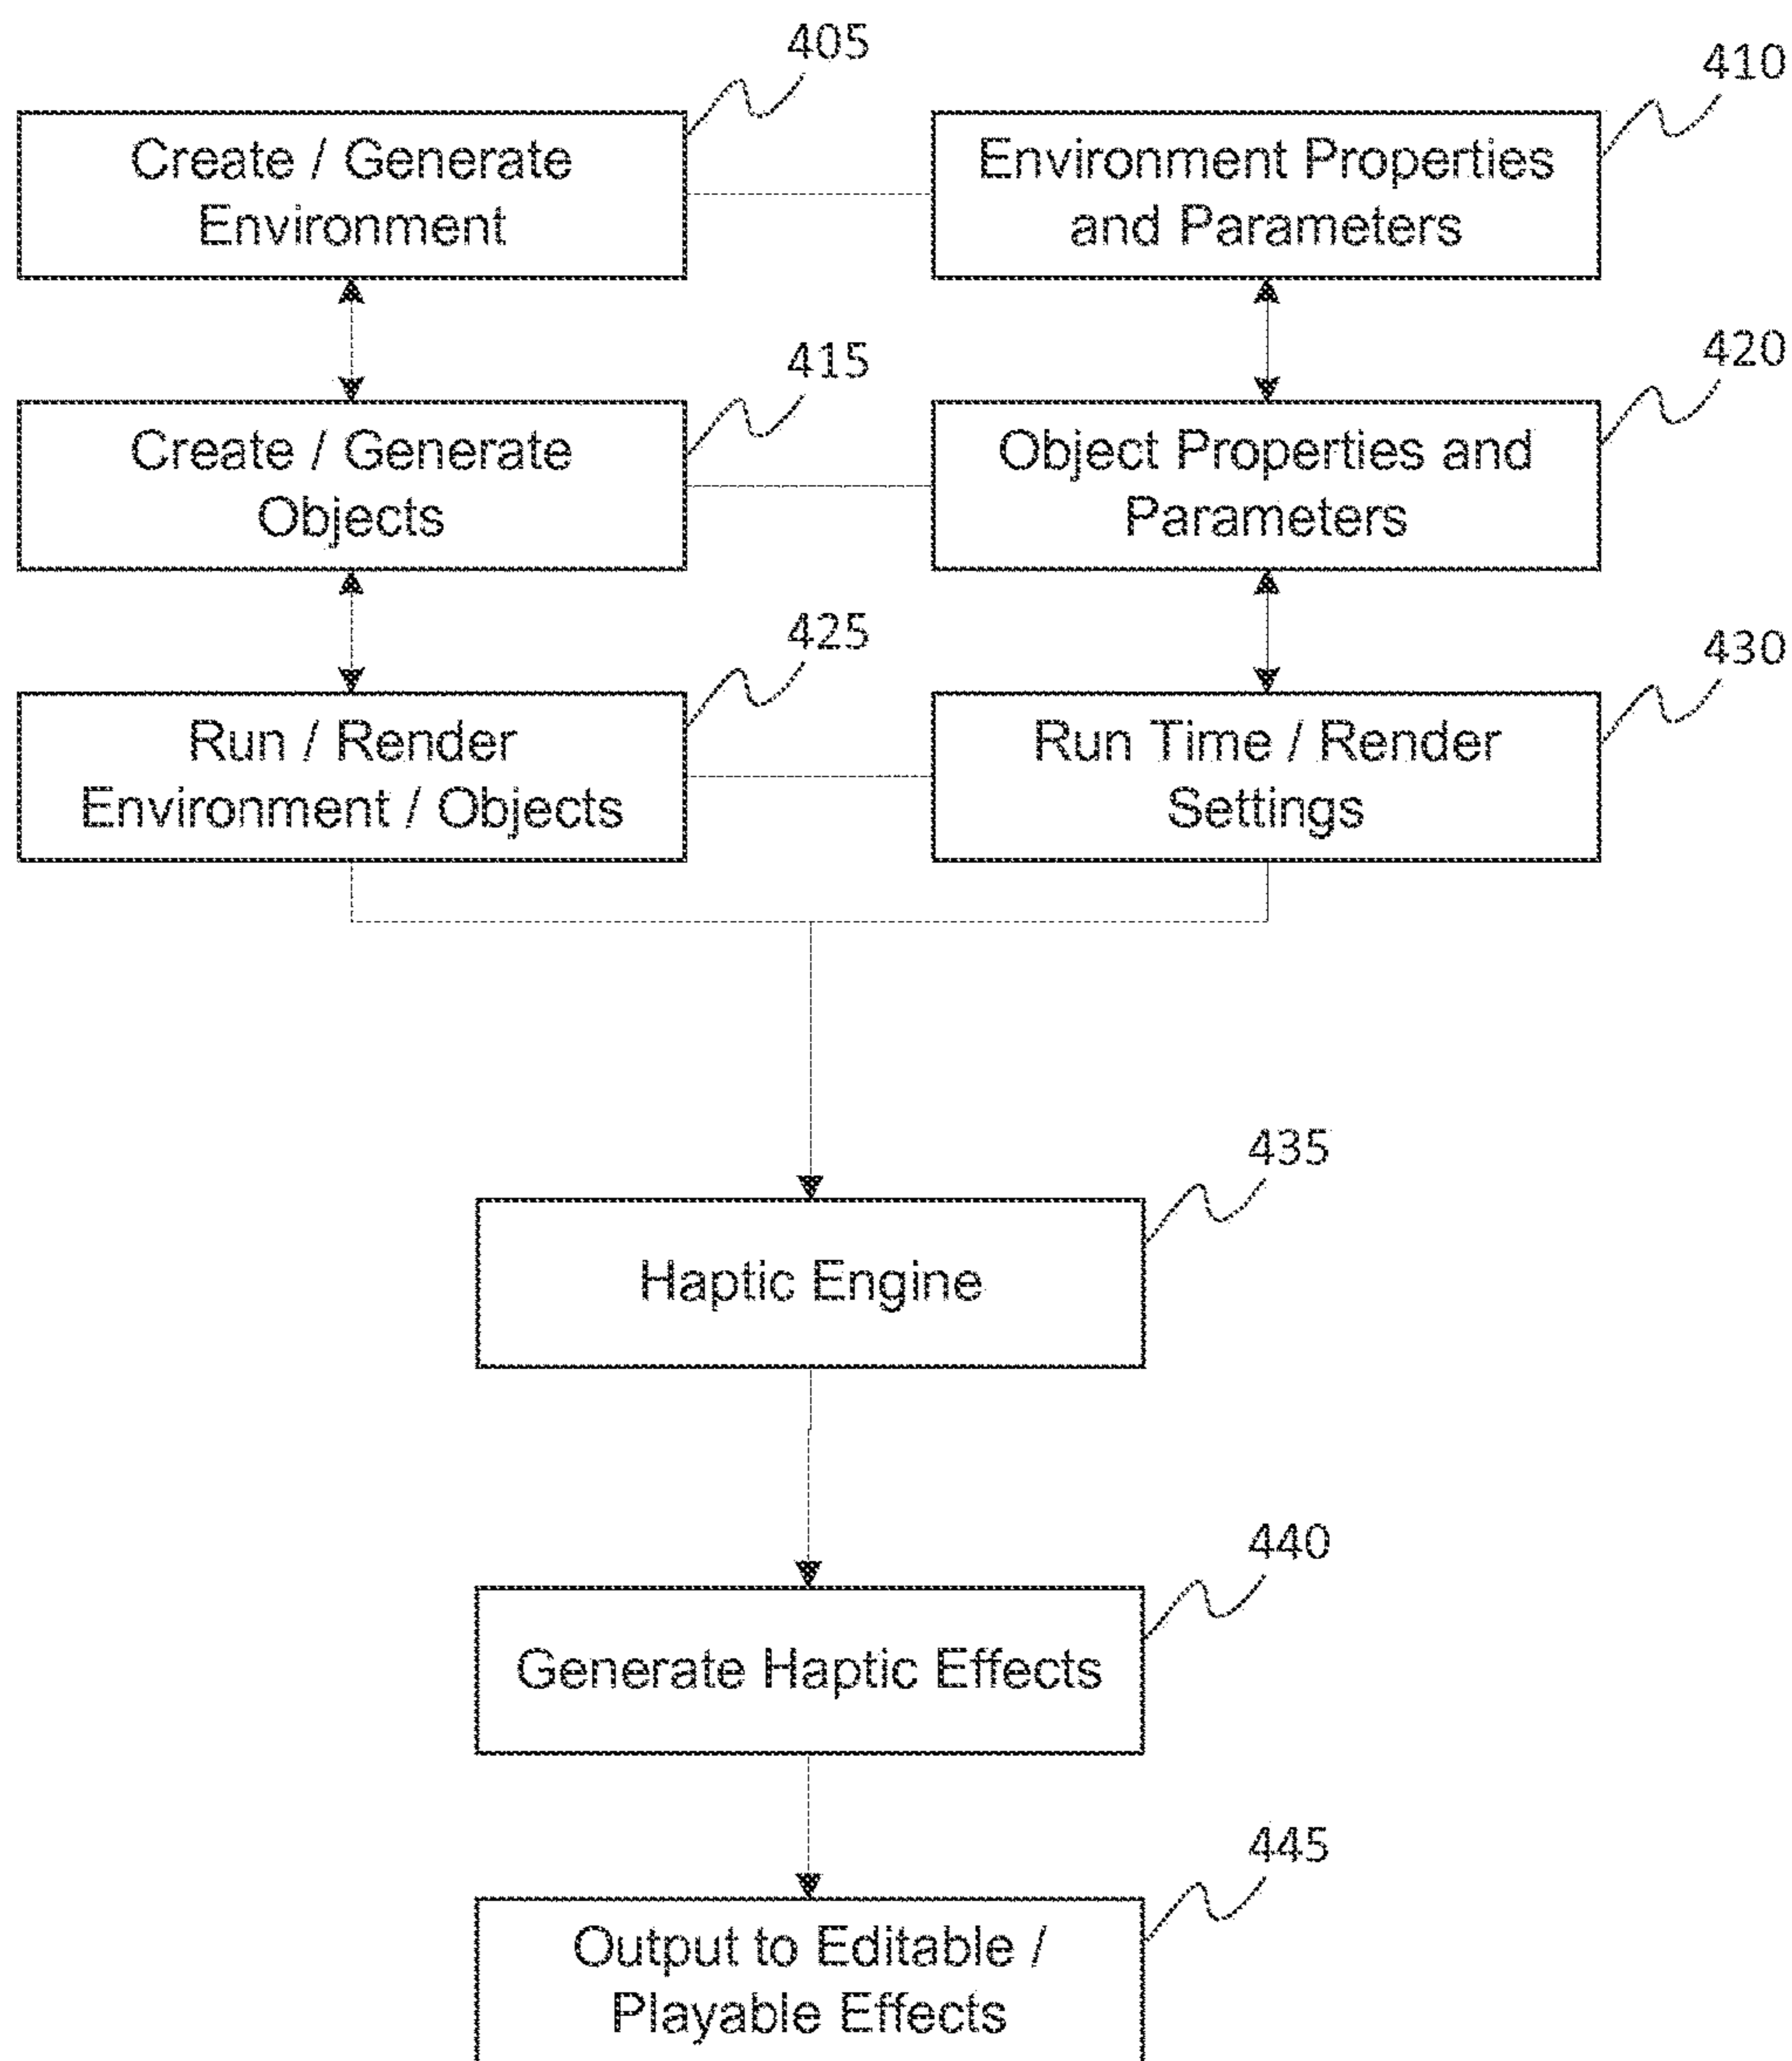 405
410
Create / Generate
Environment
Environment Properties
and Parameters
415
420
Create / Generate
Objects
Object Properties and
Parameters
425
430
Run / Render
Environment / Objects
Run Time / Render
Settings
435
Haptic Engine
440
Generate Haptic Effects
445
Output to Editable /
Playable Effects